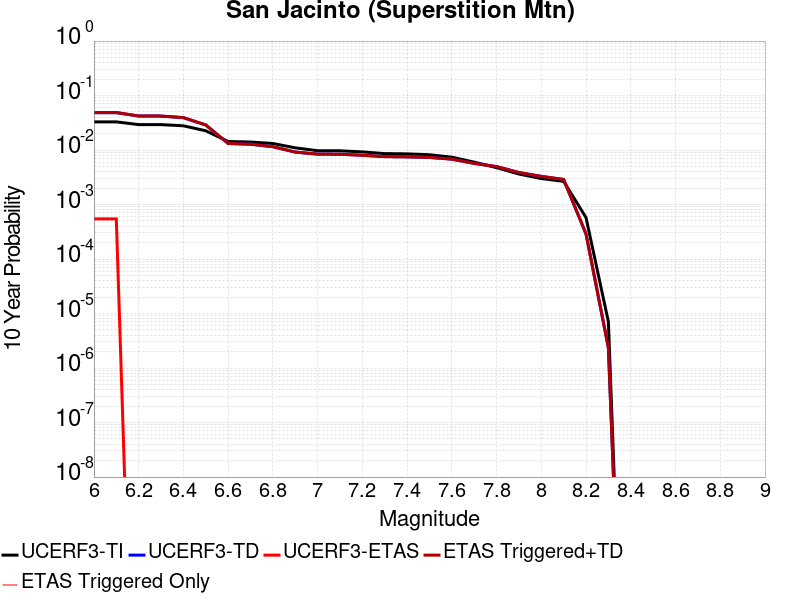 San Jacinto (Superstition Mtn)
10^0
10^-1
10^-2
10^-3
10^-4
10^-5
10^-6
10^-7
10^-8
10 Year Probability
6 6.2 6.4 6.6 6.8 7 7.2 7.4 7.6 7.8 8 8.2 8.4 8.6 8.8 9
Magnitude
UCERF3-TI UCERF3-TD UCERF3-ETAS ETAS Triggered+TD
ETAS Triggered Only